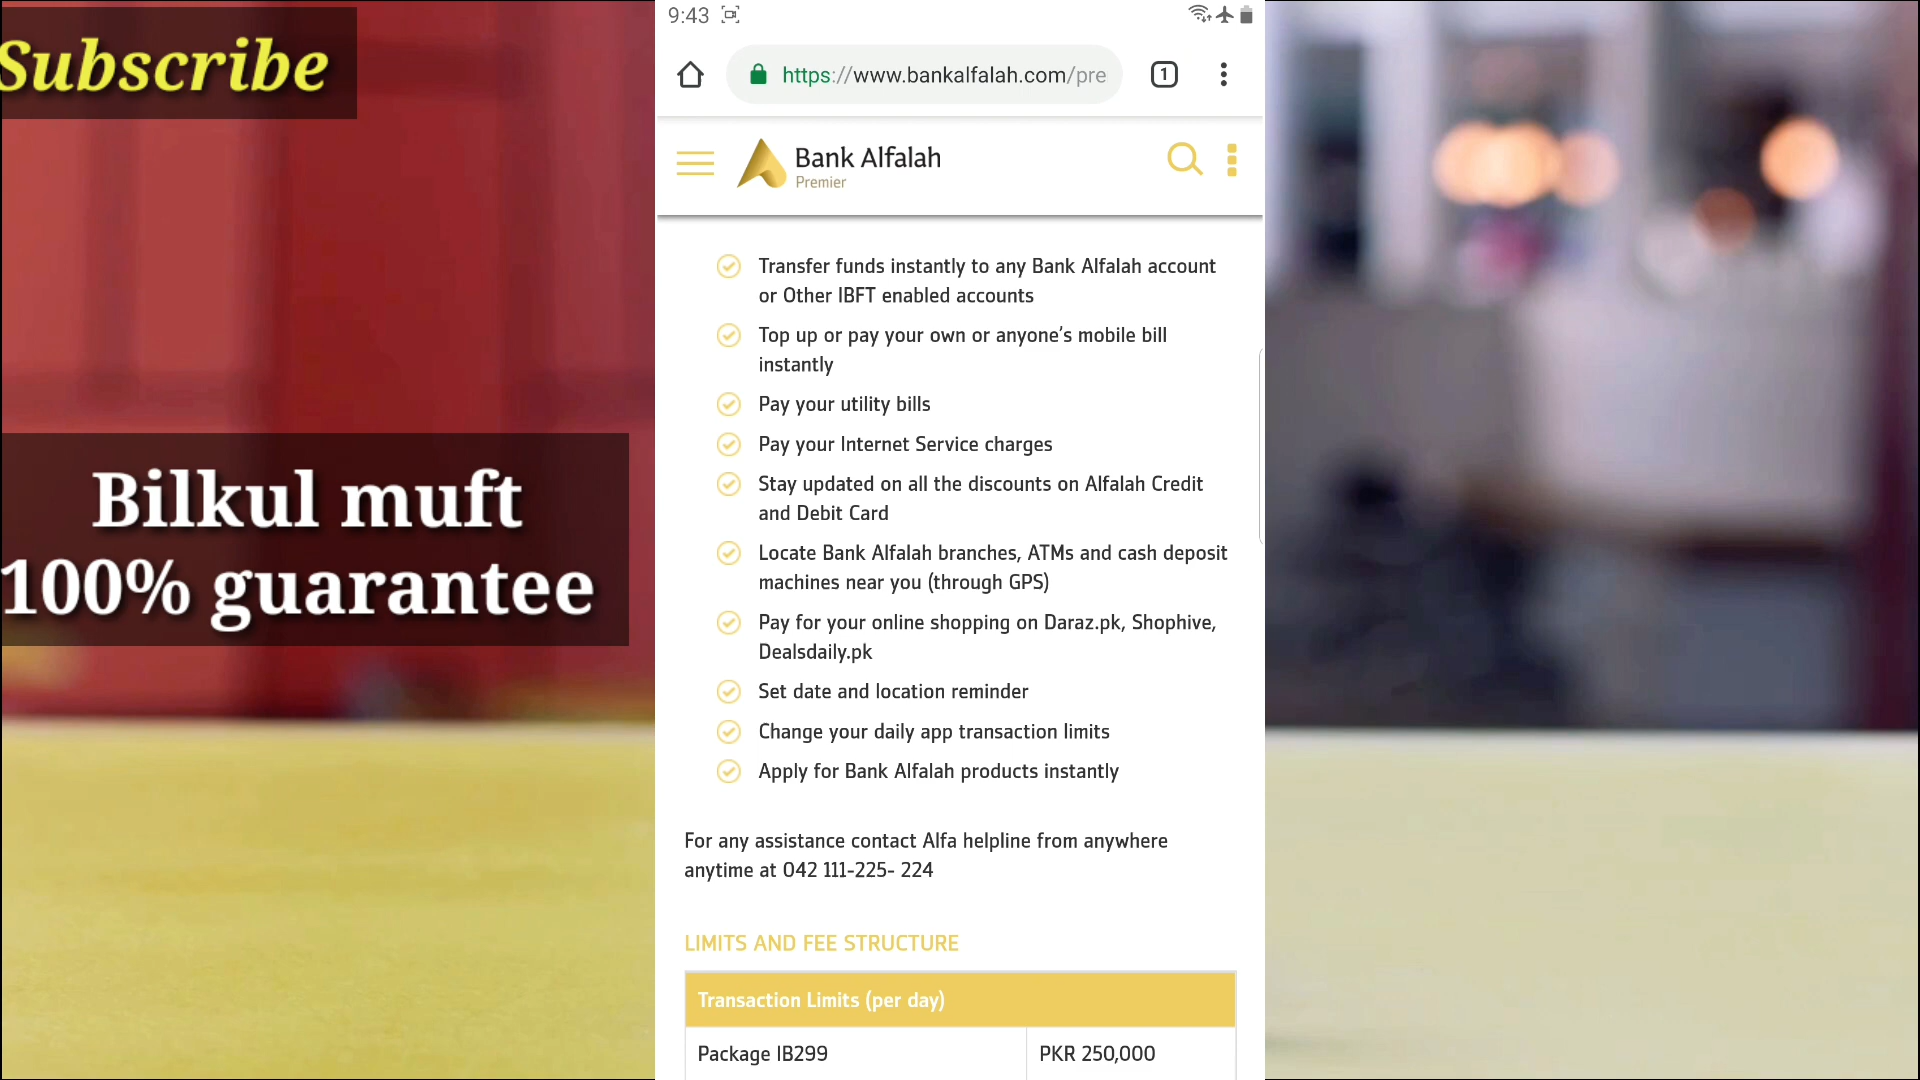 Subscribe
Bilkul muft
100% guarantee
9:43
https://www.bankalfalah.com/pre
1
Bank Alfalah
Premier
Transfer funds instantly to any Bank Alfalah account
or Other IBFT enabled accounts
Top up or pay your own or anyone’s mobile bill
instantly
Pay your utility bills
Pay your Internet Service charges
Stay updated on all the discounts on Alfalah Credit
and Debit Card
Locate Bank Alfalah branches, ATMs and cash deposit
machines near you (through GPS)
Pay for your online shopping on Daraz.pk, Shophive,
Dealsdaily.pk
Set date and location reminder
Change your daily app transaction limits
Apply for Bank Alfalah products instantly
For any assistance contact Alfa helpline from anywhere
anytime at 042 111-225- 224
LIMITS AND FEE STRUCTURE
Transaction Limits (per day)
Package IB299 PKR 250,000